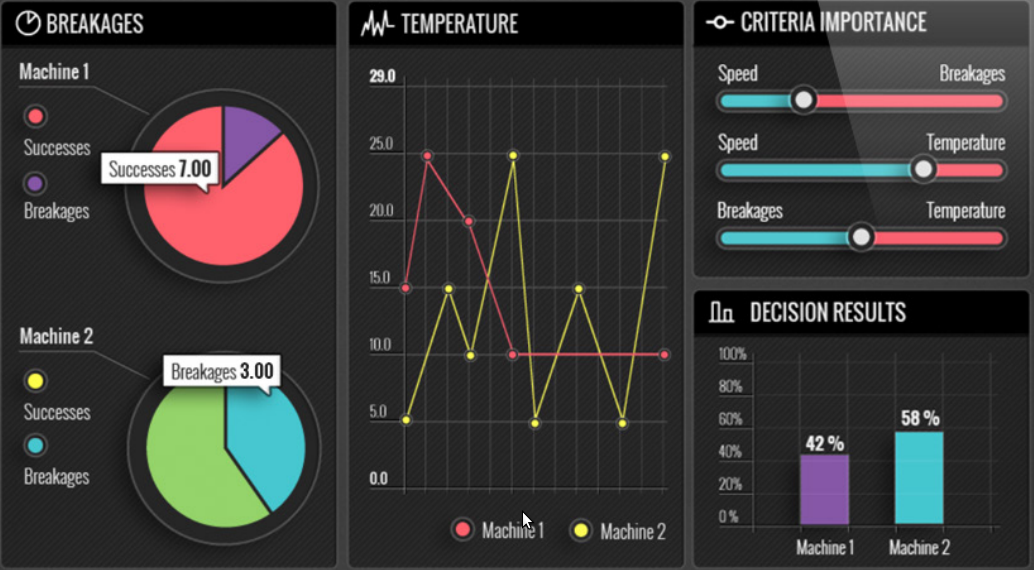 BREAKAGES
Machine 1
Successes
Breakages
Successes 7.00
Machine 2
Breakages 3.00
Successes
Breakages
TEMPERATURE
29.0
25.0
20.0
15.0
10.0
5.0
0.0
Machine 1 Machine 2
CRITERIA IMPORTANCE
Speed Breakages
Speed Temperature
Breakages Temperature
DECISION RESULTS
100%
80%
60%
40%
20%
0 %
42 %
58 %
Machine 1 Machine 2